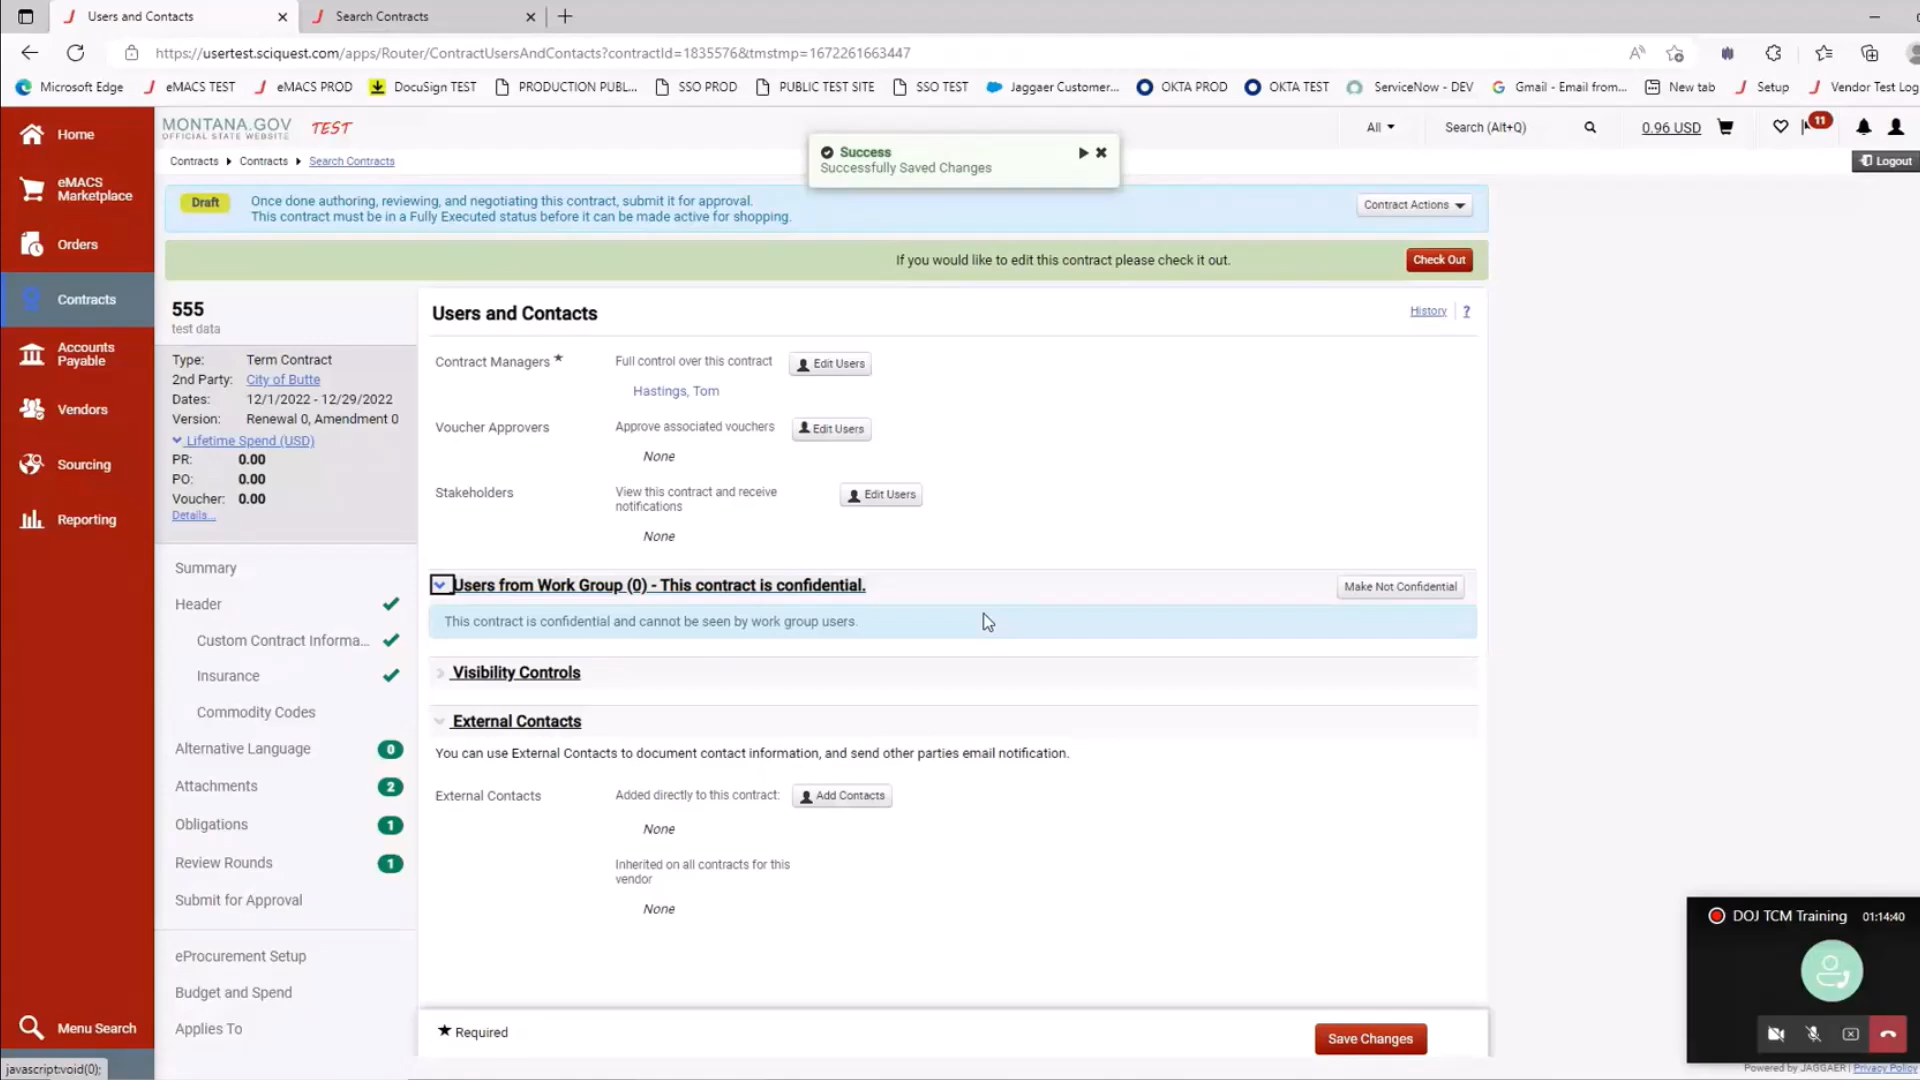 Users and Contacts
Search Contracts
https://usertest.sciquest.com/apps/Router/ContractUsersAndContacts?contractId=1835576&tmstmp=1672261663447
Microsoft Edge
eMACS TEST
eMACS PROD
DocuSign TEST
PRODUCTION PUBL...
SSO PROD
PUBLIC TEST SITE
SSO TEST
Jaggaer Customer...
OKTA PROD
OKTA TEST
ServiceNow - DEV
Gmail - Email from...
New tab
Setup
Vendor Test Log
Home
eMACS
Marketplace
Orders
Contracts
Accounts
Payable
Vendors
Sourcing
Reporting
Menu Search
javascript:void(0);
MONTANA.GOV
OFFICIAL STATE WEBSITE
TEST
All
Search (Alt+Q)
0.96 USD
11
Contracts
Contracts
Search Contracts
Logout
Success
Successfully Saved Changes
Draft
Once done authoring, reviewing, and negotiating this contract, submit it for approval.
This contract must be in a Fully Executed status before it can be made active for shopping.
Contract Actions
If you would like to edit this contract please check it out.
Check Out
555
test data
Type: Term Contract
2nd Party: City of Butte
Dates: 12/1/2022 - 12/29/2022
Version: Renewal 0, Amendment 0
Lifetime Spend (USD)
PR: 0.00
PO: 0.00
Voucher: 0.00
Details...
Summary
Header
Custom Contract Informa...
Insurance
Commodity Codes
Alternative Language 0
Attachments 2
Obligations 1
Review Rounds 1
Submit for Approval
eProcurement Setup
Budget and Spend
Applies To
Users and Contacts
History
?
Contract Managers ★
Full control over this contract
Edit Users
Hastings, Tom
Voucher Approvers
Approve associated vouchers
Edit Users
None
Stakeholders
View this contract and receive
notifications
Edit Users
None
Users from Work Group (0) - This contract is confidential.
Make Not Confidential
This contract is confidential and cannot be seen by work group users.
Visibility Controls
External Contacts
You can use External Contacts to document contact information, and send other parties email notification.
External Contacts
Added directly to this contract:
Add Contacts
None
Inherited on all contracts for this
vendor
None
★ Required
Save Changes
DOJ TCM Training
01:14:40
Powered by JAGGAER | Privacy Policy